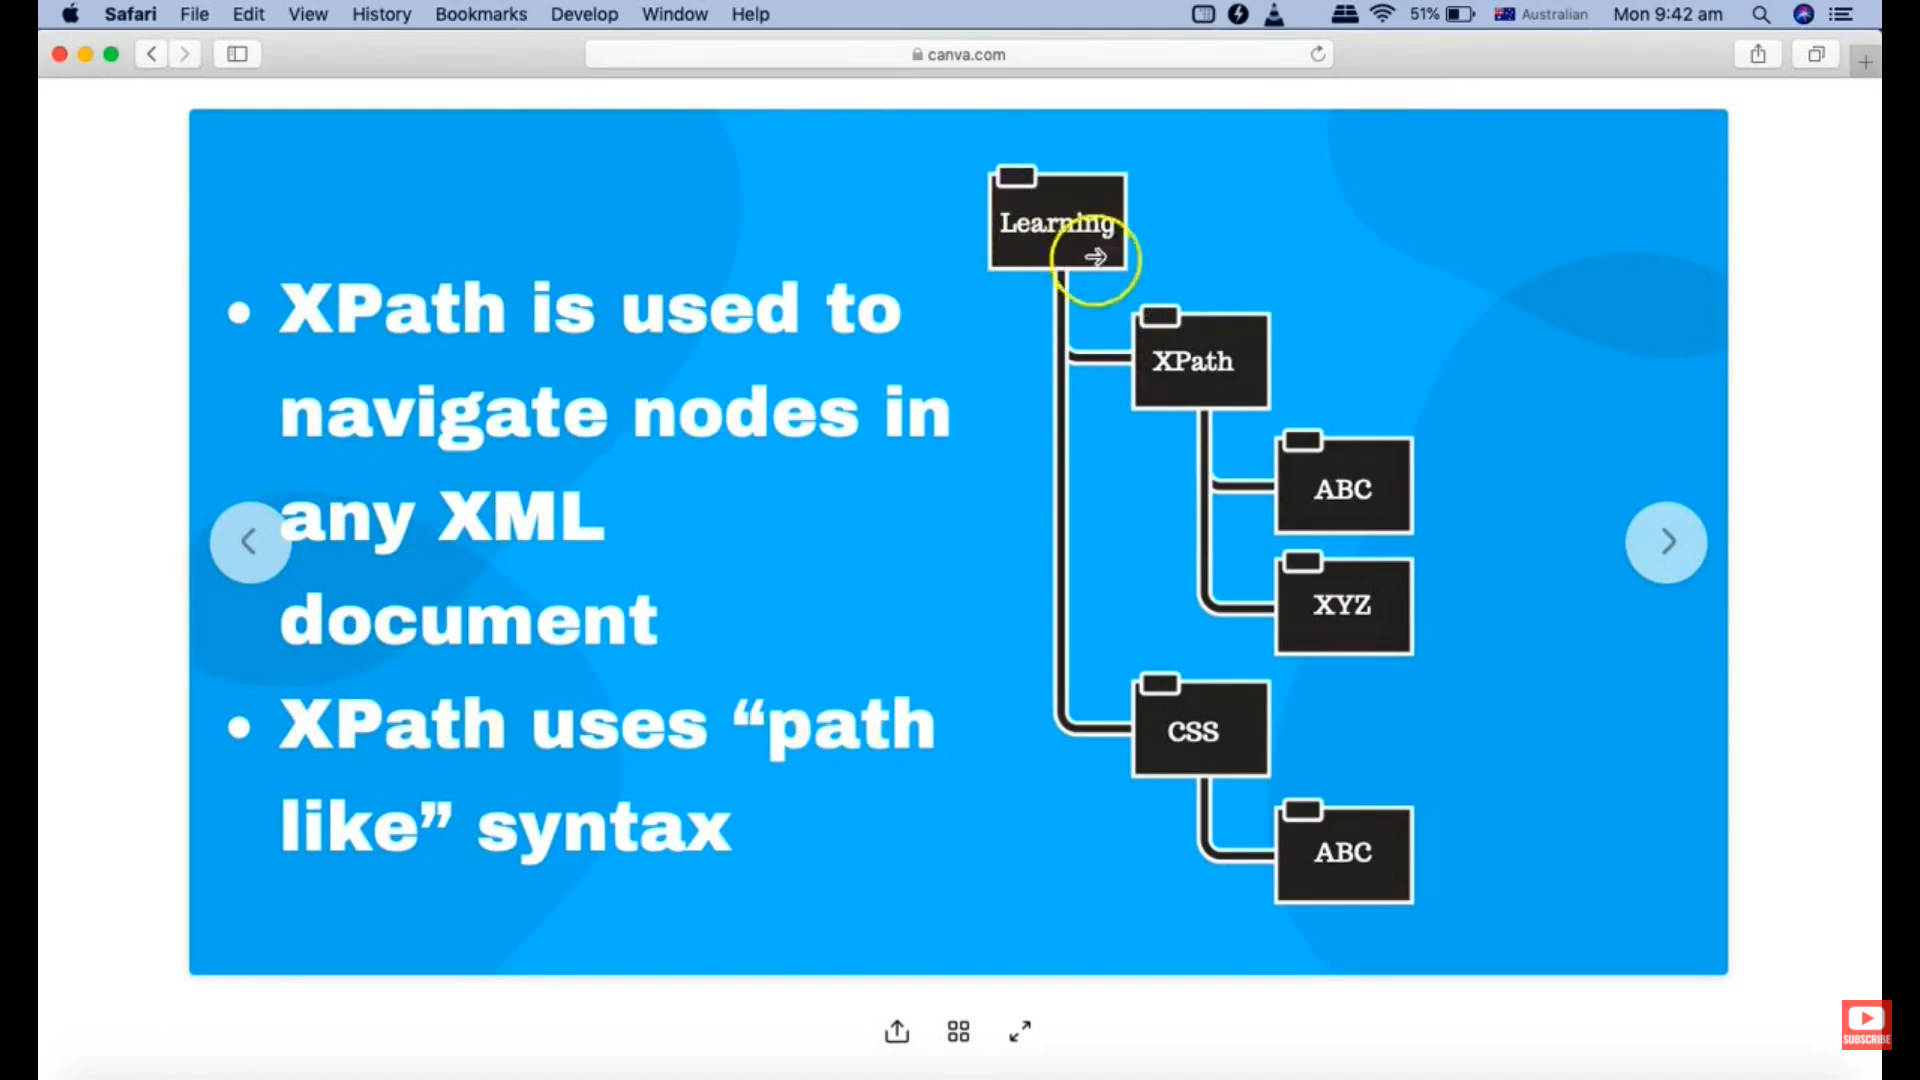 Safari File Edit View History Bookmarks Develop Window Help 51% Australian Mon 9:42 am
canva.com
• XPath is used to
navigate nodes in
any XML
document
• XPath uses “path
like” syntax
Learning
XPath
ABC
XYZ
CSS
ABC
SUBSCRIBE